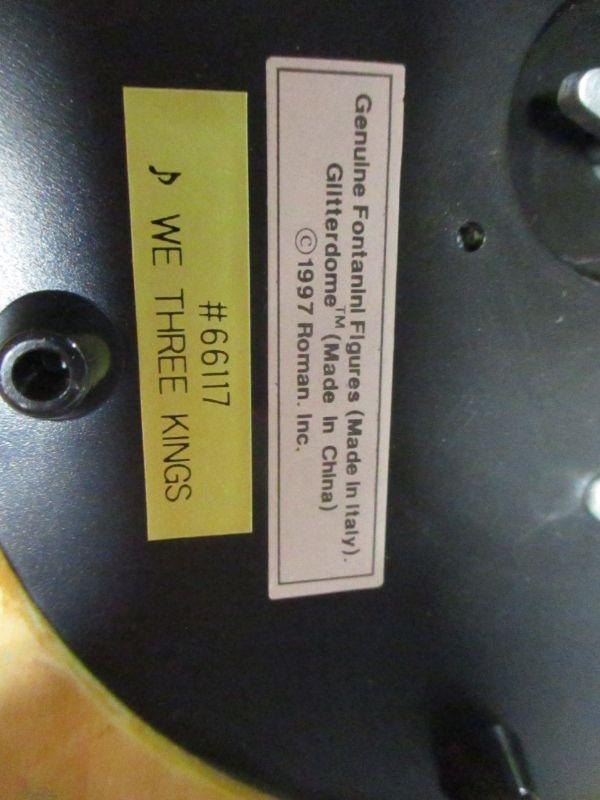 Genuine Fontanini Figures (Made in Italy).
Glitterdome™ (Made In China)
©1997 Roman. Inc.
#66117
♪ WE THREE KINGS